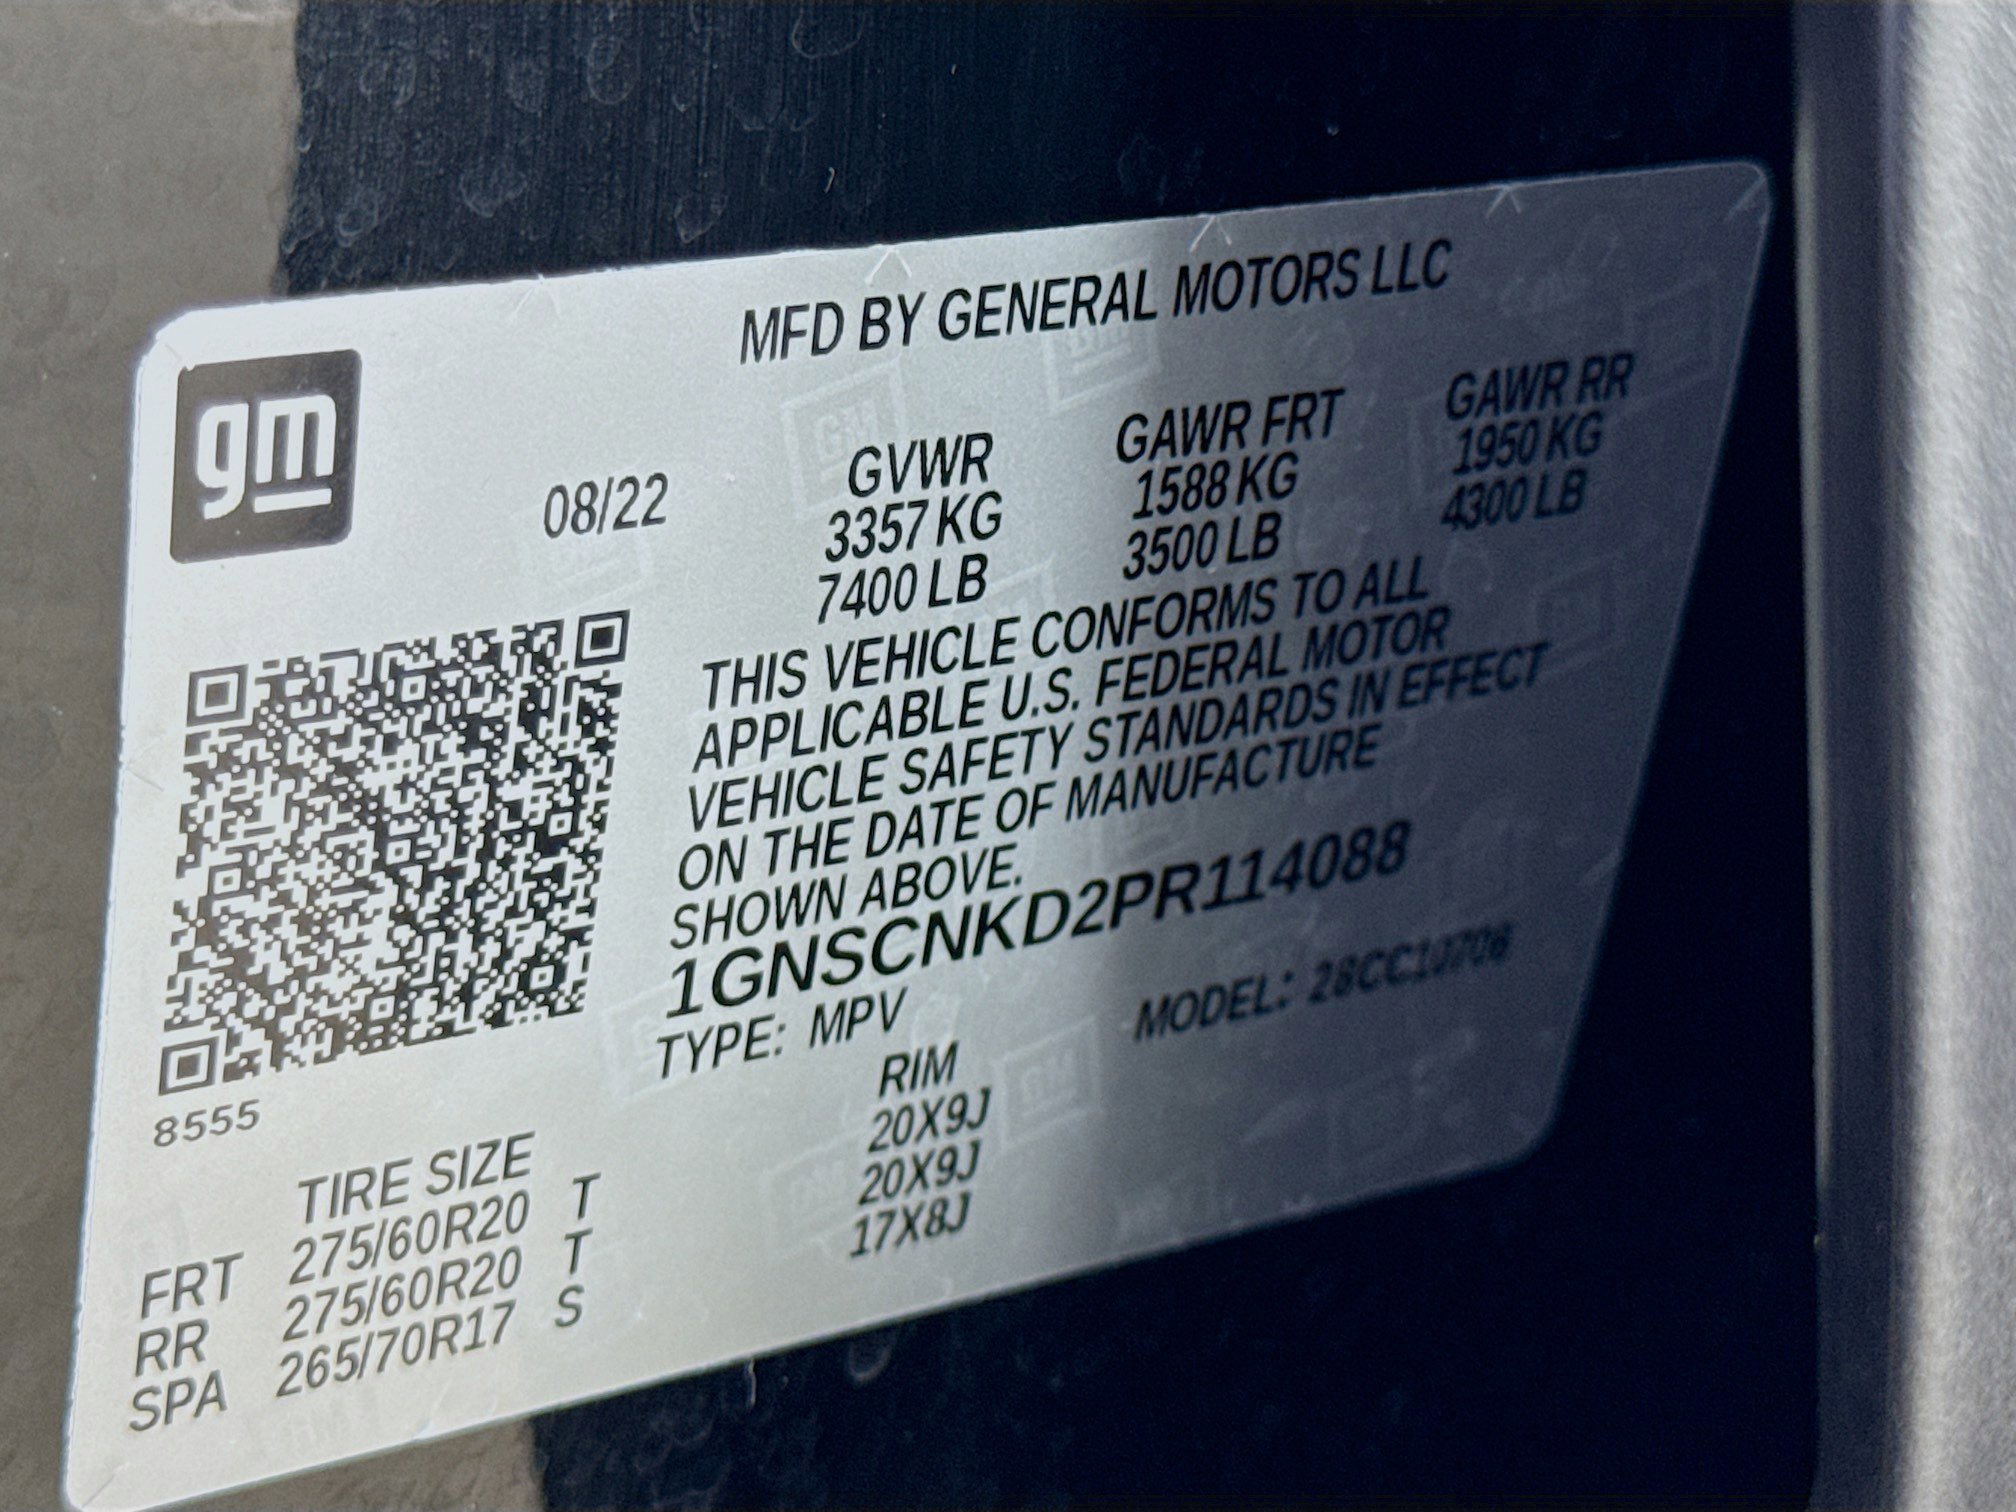 MFD BY GENERAL MOTORS LLC
gm
08/22
GVWR GAWR FRT GAWR RR
3357 KG 1588 KG 1950 KG
7400 LB 3500 LB 4300 LB
THIS VEHICLE CONFORMS TO ALL
APPLICABLE U.S. FEDERAL MOTOR
VEHICLE SAFETY STANDARDS IN EFFECT
ON THE DATE OF MANUFACTURE
SHOWN ABOVE.
1GNSCNKD2PR114088
TYPE: MPV MODEL:
8555
TIRE SIZE RIM
FRT 275/60R20 T 20X9J
RR 275/60R20 T 20X9J
SPA 265/70R17 S 17X8J